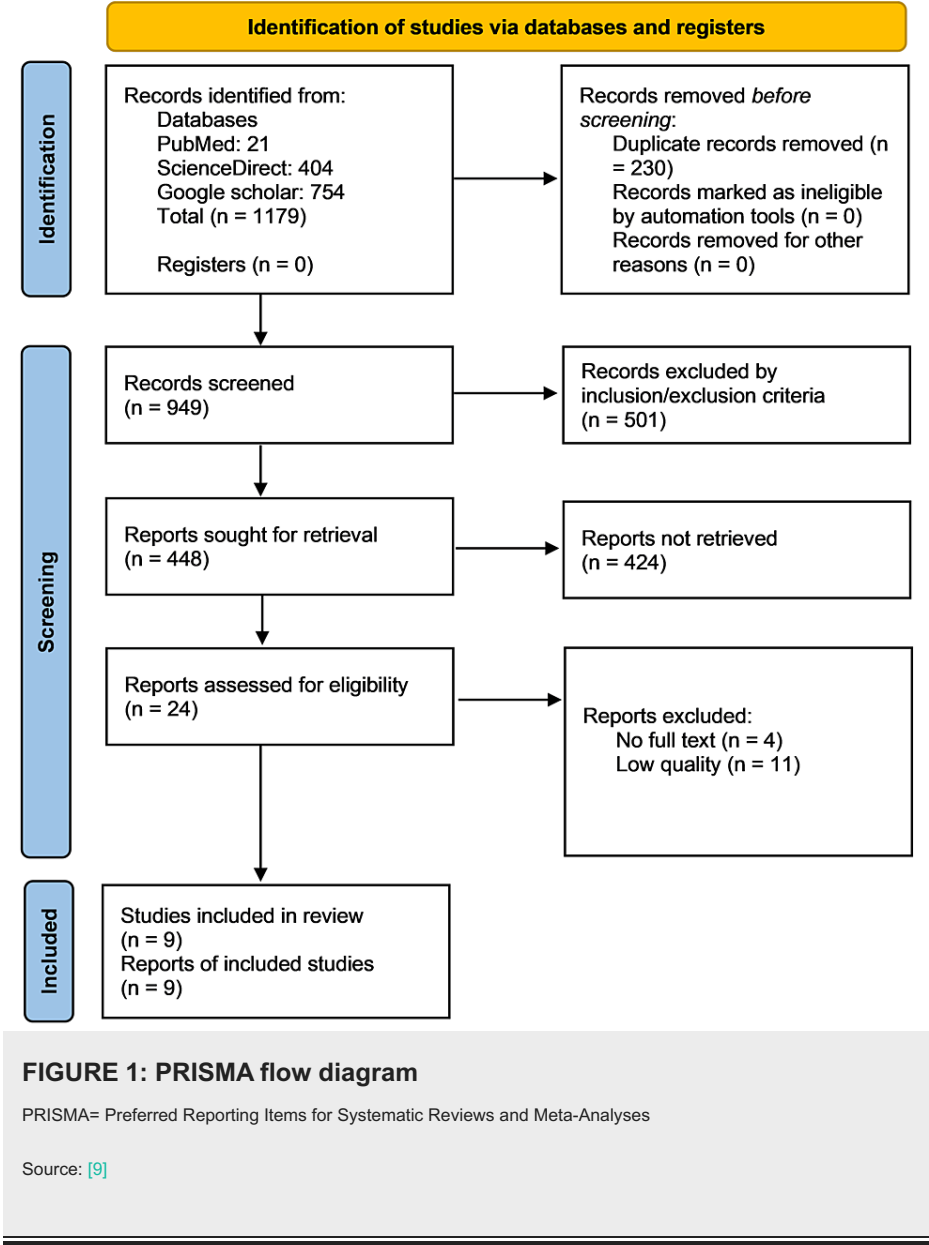 Identification of studies via databases and registers
Identification
Records identified from:
Databases
PubMed: 21
ScienceDirect: 404
Google scholar: 754
Total (n = 1179)
Registers (n = 0)
Records removed before
screening:
Duplicate records removed (n
= 230)
Records marked as ineligible
by automation tools (n = 0)
Records removed for other
reasons (n = 0)
Screening
Records screened
(n = 949)
Records excluded by
inclusion/exclusion criteria
(n = 501)
Reports sought for retrieval
(n = 448)
Reports not retrieved
(n = 424)
Reports assessed for eligibility
(n = 24)
Reports excluded:
No full text (n = 4)
Low quality (n = 11)
Included
Studies included in review
(n = 9)
Reports of included studies
(n = 9)
FIGURE 1: PRISMA flow diagram
PRISMA= Preferred Reporting Items for Systematic Reviews and Meta-Analyses
Source: [9]